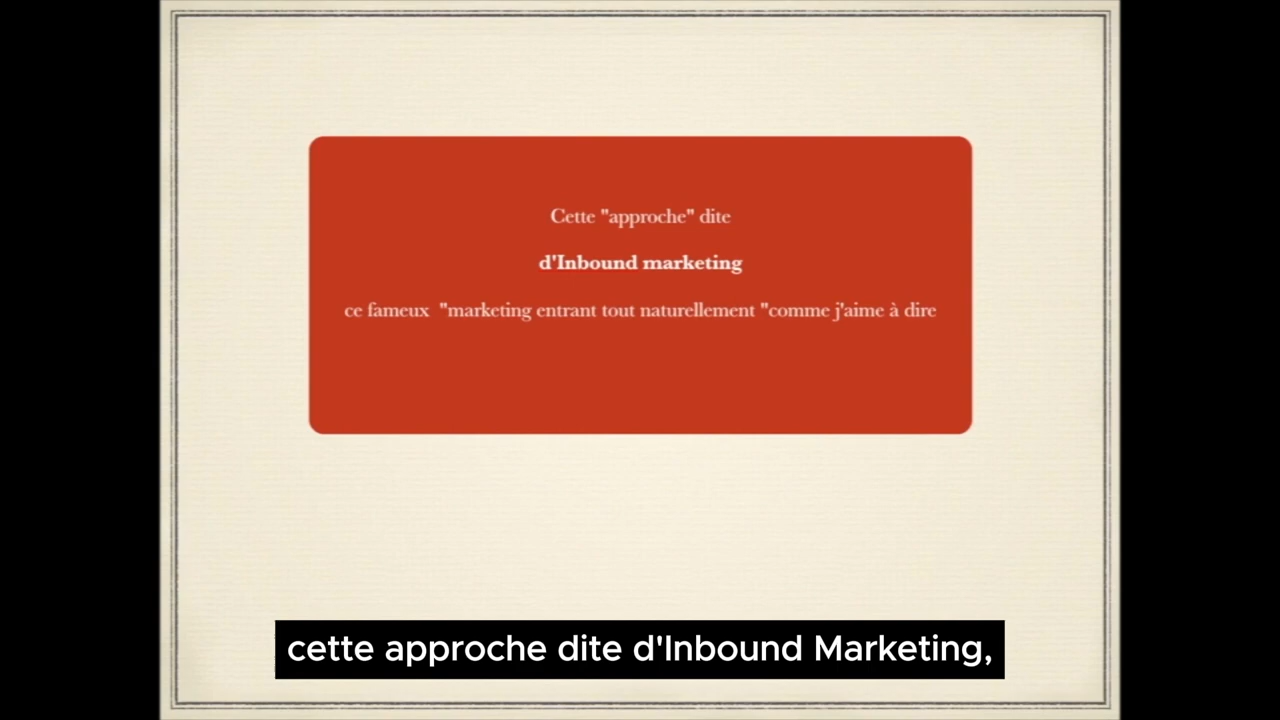 Cette "approche" dite
d'Inbound marketing
ce fameux  "marketing entrant tout naturellement "comme j'aime à dire
cette approche dite d'Inbound Marketing,